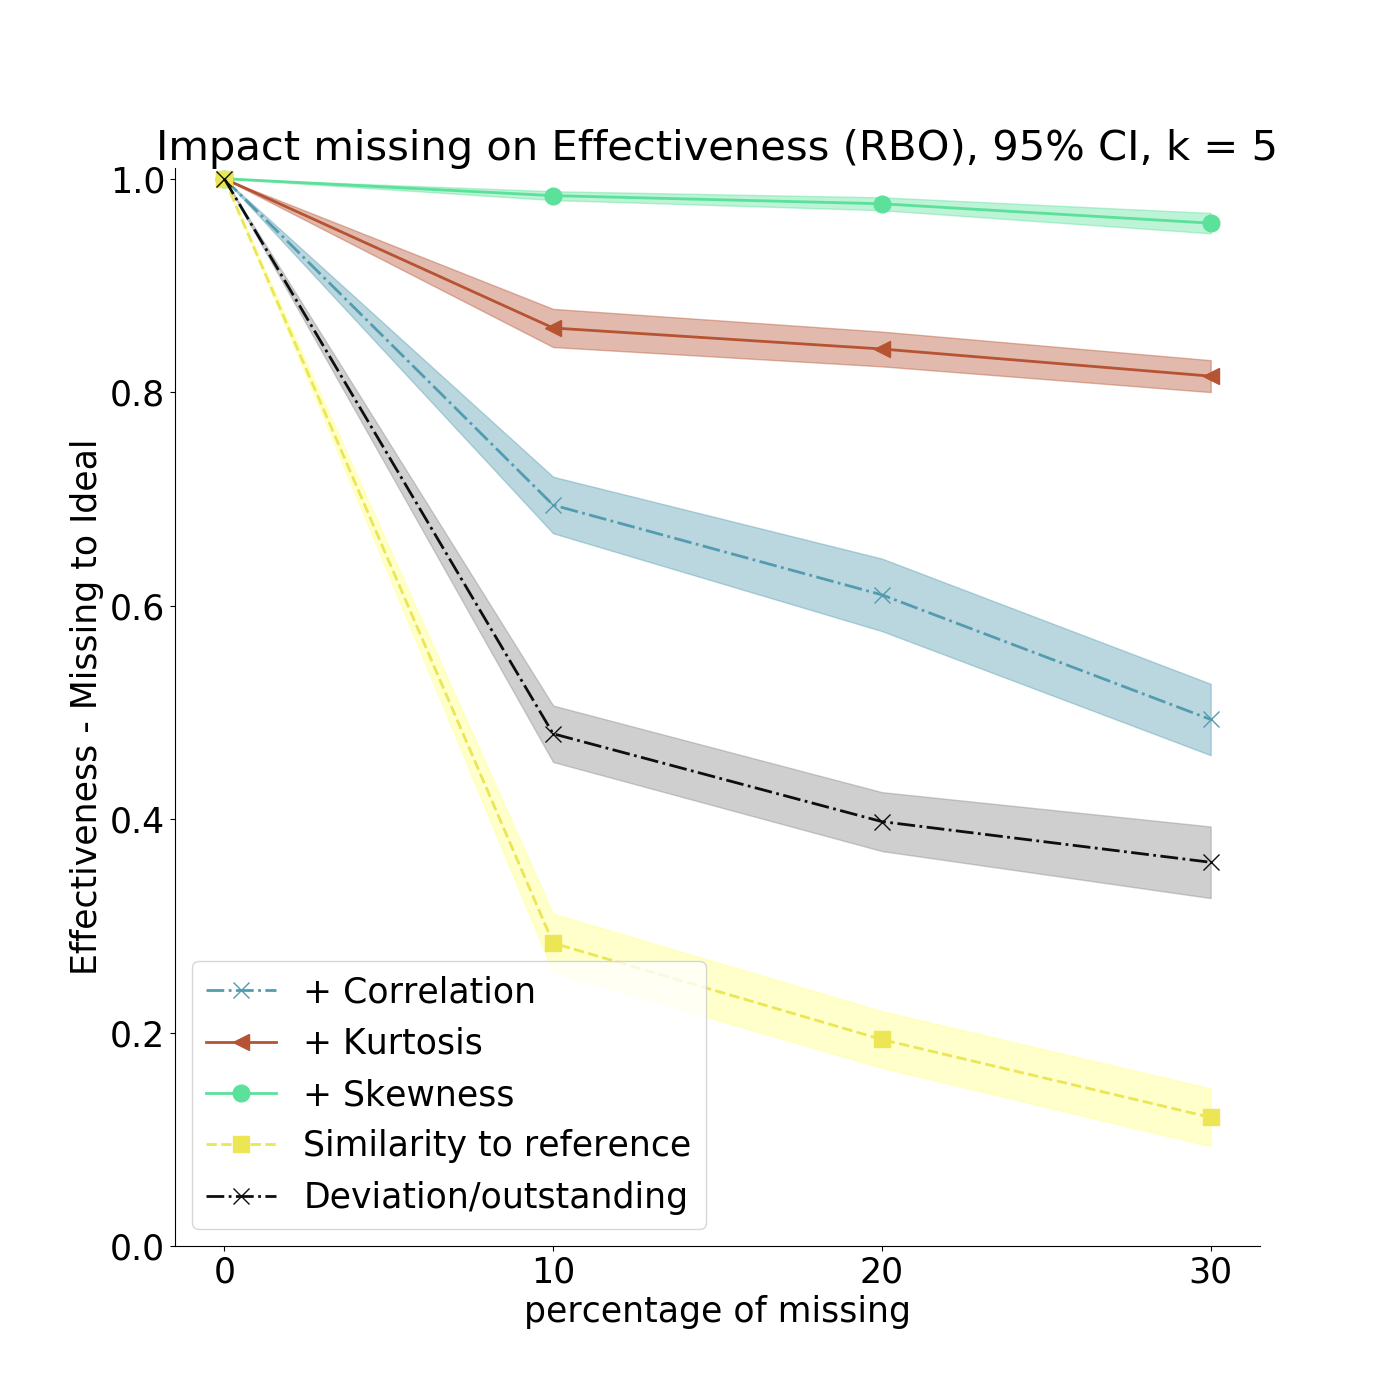 Impact missing on Effectiveness (RBO), 95% CI, k = 5
1.0
0.8
0.6
0.4
0.2
0.0
Effectiveness - Missing to Ideal
+ Correlation
+ Kurtosis
+ Skewness
Similarity to reference
Deviation/outstanding
0 10 20 30
percentage of missing